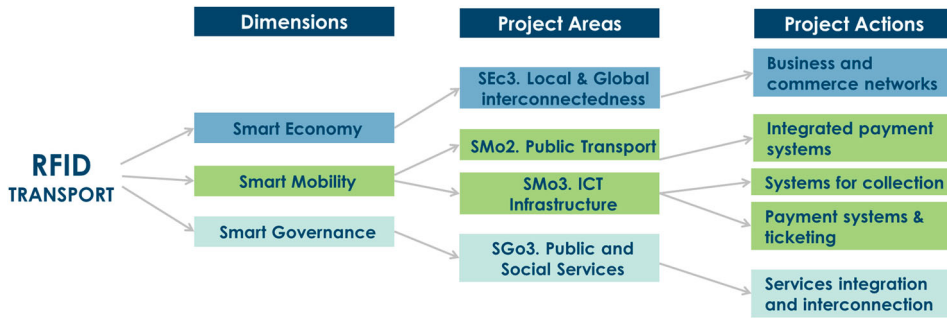 Dimensions
Project Areas
Project Actions
RFID
TRANSPORT
Smart Economy
Smart Mobility
Smart Governance
SEc3. Local & Global
interconnectedness
SMo2. Public Transport
SMo3. ICT
Infrastructure
SGo3. Public and
Social Services
Business and
commerce networks
Integrated payment
systems
Systems for collection
Payment systems &
ticketing
Services integration
and interconnection